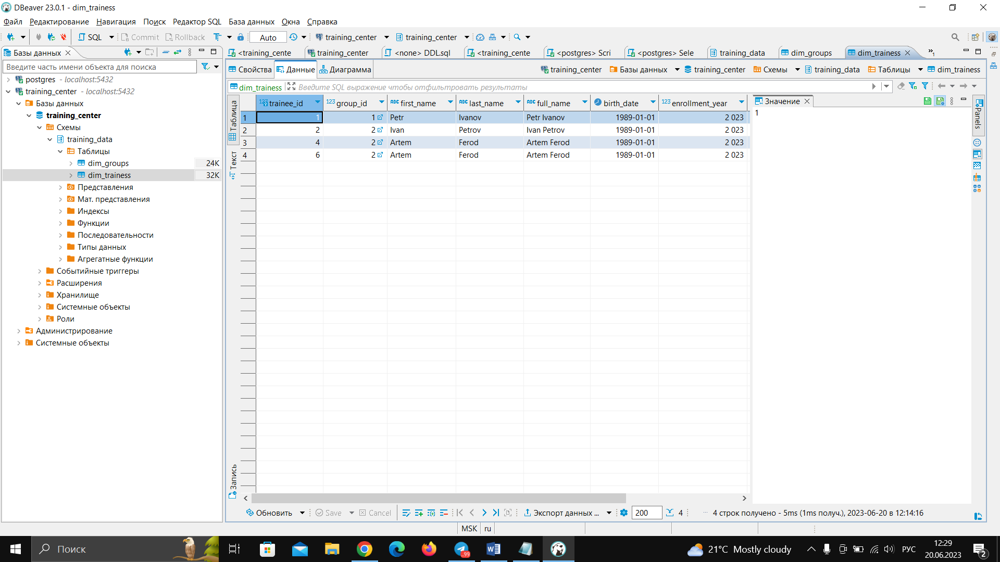 DBeaver 23.0.1 - dim_trainess
Файл Редактирование Навигация Поиск Редактор SQL База данных Окна Справка
SQL Commit Rollback Auto training_center training_center
Базы данных
<training_cente training_center <none> DDL.sql <training_cente <postgres> Scri <postgres> Sele training_data dim_groups dim_trainess »1
Введите часть имени объекта для поиска
Свойства Данные Диаграмма training_center Базы данных training_center Схемы training_data Таблицы dim_trainess
dim_trainess Введите SQL выражение чтобы отфильтровать результаты
postgres - localhost:5432
training_center - localhost:5432
Базы данных
training_center
Схемы
training_data
Таблицы
dim_groups 24K
dim_trainess 32K
Представления
Мат. представления
Индексы
Функции
Последовательности
Типы данных
Агрегатные функции
Событийные триггеры
Расширения
Хранилище
Системные объекты
Роли
Администрирование
Системные объекты
Таблица
Текст
Запись
123 trainee_id 123 group_id ABC first_name ABC last_name ABC full_name birth_date 123 enrollment_year
1 1 1 Petr Ivanov Petr Ivanov 1989-01-01 2 023
2 2 2 Ivan Petrov Ivan Petrov 1989-01-01 2 023
3 4 2 Artem Ferod Artem Ferod 1989-01-01 2 023
4 6 2 Artem Ferod Artem Ferod 1989-01-01 2 023
Значение
1
Panels
Обновить Save Cancel Экспорт данных ... 200 4 ... 4 строк получено - 5ms (1ms получ.), 2023-06-20 в 12:14:16
MSK ru
Поиск
.99
21°C Mostly cloudy
РУС
12:29
20.06.2023
2